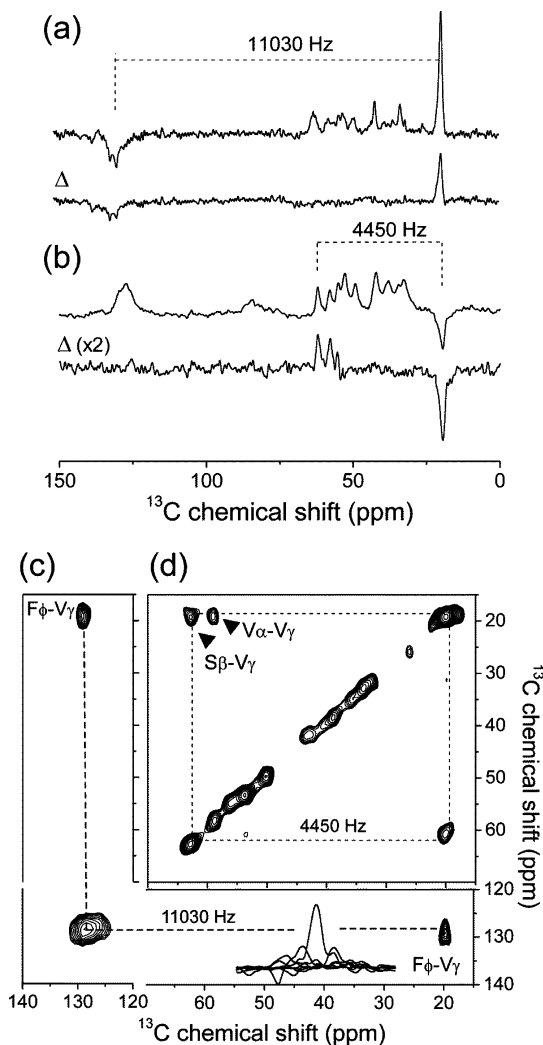 (a)
11030 Hz
Δ
(b)
4450 Hz
Δ (x2)
150 100 50 0
¹³C chemical shift (ppm)
(c) (d)
Fϕ-Vγ
Vα-Vγ
Sβ-Vγ
20
30
40
50
60
¹³C chemical shift (ppm)
4450 Hz
11030 Hz
Fϕ-Vγ
120
130
140
140 130 120 60 50 40 30 20
¹³C chemical shift (ppm)